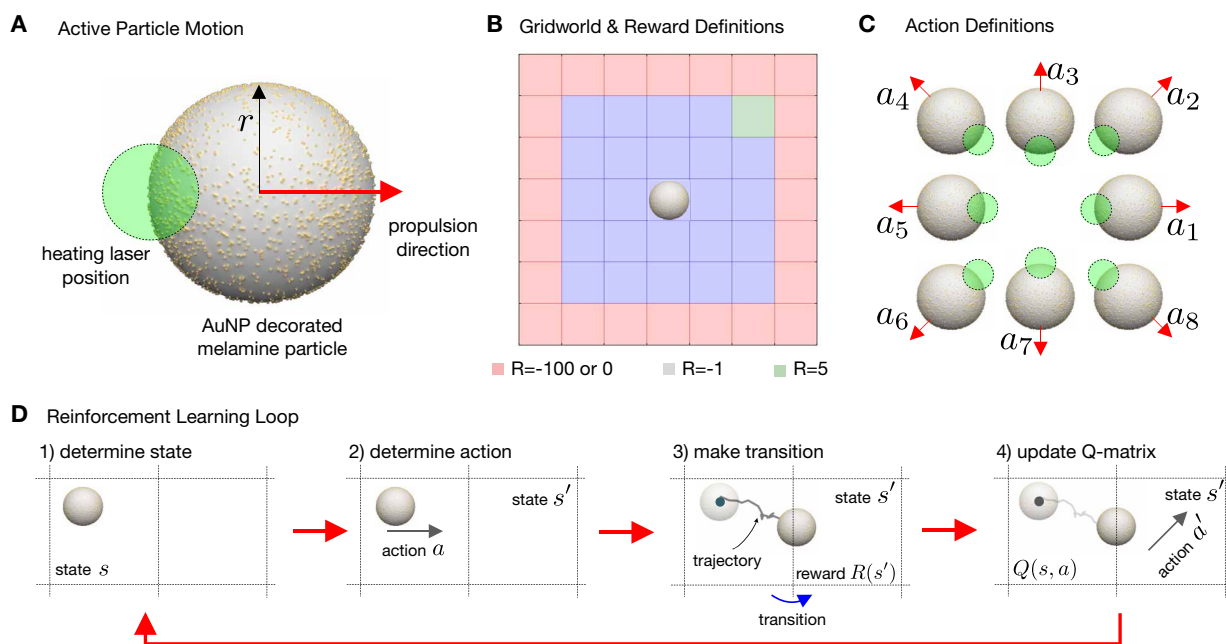 A Active Particle Motion
r
propulsion
direction
heating laser
position
AuNP decorated
melamine particle
B Gridworld & Reward Definitions
R=-100 or 0 R=-1 R=5
C Action Definitions
a₄ a₃ a₂
a₅ a₁
a₆ a₇ a₈
D Reinforcement Learning Loop
1) determine state
state s
2) determine action
state s′
action a
3) make transition
state s′
trajectory
reward R(s′)
transition
4) update Q-matrix
state s′
action a′
Q(s, a)